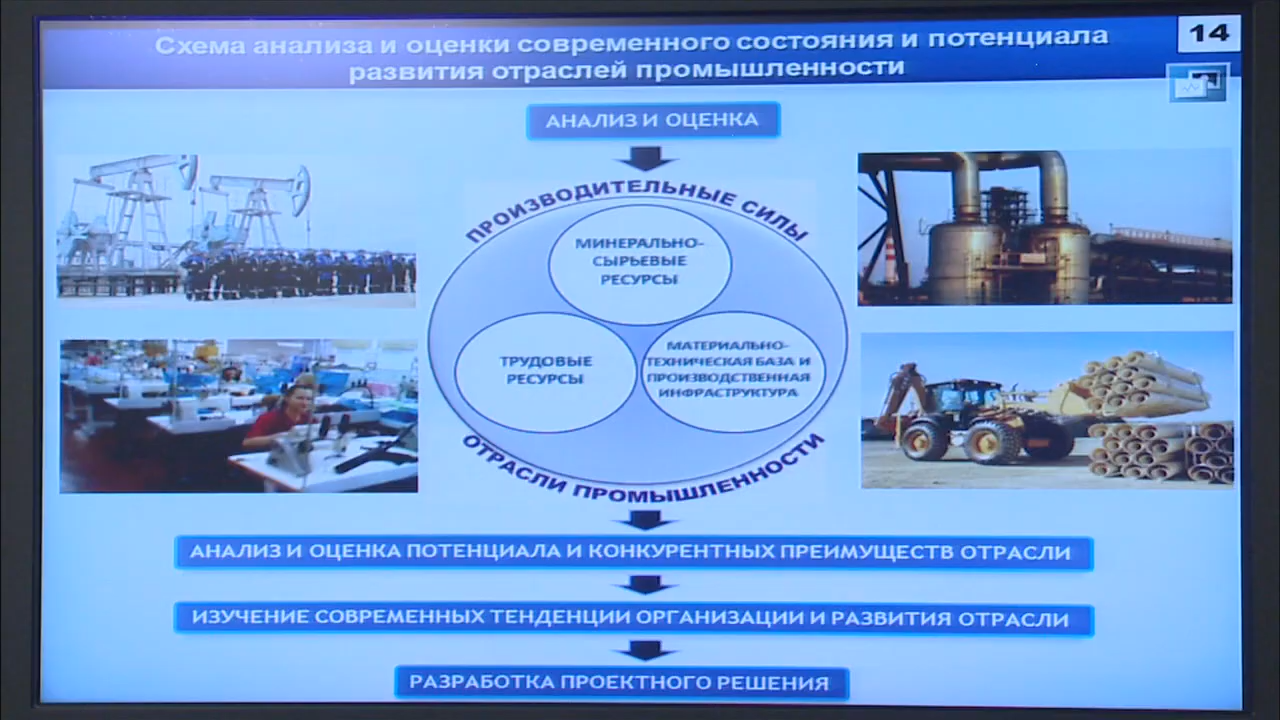 14
Схема анализа и оценки современного состояния и потенциала
развития отраслей промышленности
АНАЛИЗ И ОЦЕНКА
ПРОИЗВОДИТЕЛЬНЫЕ СИЛЫ
МИНЕРАЛЬНО-
СЫРЬЕВЫЕ
РЕСУРСЫ
ТРУДОВЫЕ
РЕСУРСЫ
МАТЕРИАЛЬНО-
ТЕХНИЧЕСКАЯ БАЗА И
ПРОИЗВОДСТВЕННАЯ
ИНФРАСТРУКТУРА
ОТРАСЛИ ПРОМЫШЛЕННОСТИ
АНАЛИЗ И ОЦЕНКА ПОТЕНЦИАЛА И КОНКУРЕНТНЫХ ПРЕИМУЩЕСТВ ОТРАСЛИ
ИЗУЧЕНИЕ СОВРЕМЕННЫХ ТЕНДЕНЦИИ ОРГАНИЗАЦИИ И РАЗВИТИЯ ОТРАСЛИ
РАЗРАБОТКА ПРОЕКТНОГО РЕШЕНИЯ